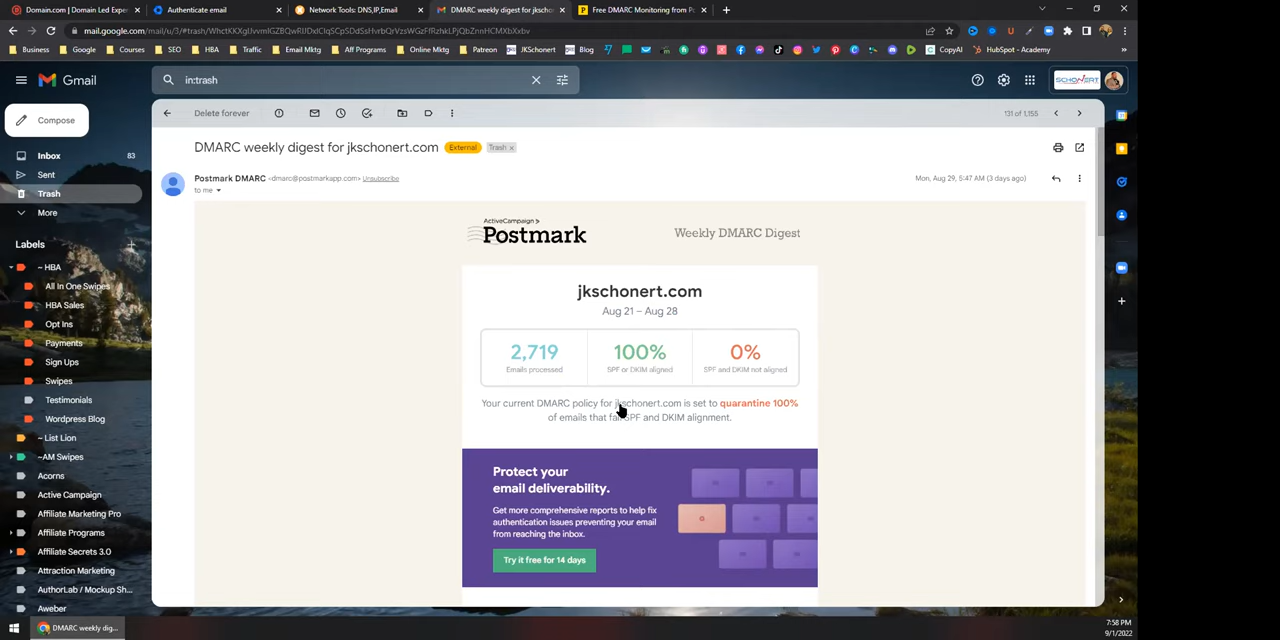 Domain.com | Domain Led Exper
Authenticate email
Network Tools: DNS,IP,Email
DMARC weekly digest for jkscho
Free DMARC Monitoring from Po
Business
Google
Courses
SEO
HBA
Traffic
Email Mktg
Aff Programs
Online Mktg
Patreon
JKSchonert
Blog
CopyAI
HubSpot - Academy
Gmail
in:trash
SCHONERT
Compose
Delete forever
131 of 1,155
Inbox
83
Sent
Trash
More
Labels
~ HBA
All In One Swipes
HBA Sales
Opt Ins
Payments
Sign Ups
Swipes
Testimonials
Wordpress Blog
~ List Lion
~AM Swipes
Acorns
Active Campaign
Affiliate Marketing Pro
Affiliate Programs
Affiliate Secrets 3.0
Attraction Marketing
AuthorLab / Mockup Sh...
Aweber
DMARC weekly digest for jkschonert.com External Trash x
Postmark DMARC <dmarc@postmarkapp.com> Unsubscribe
to me
Mon, Aug 29, 5:47 AM (3 days ago)
ActiveCampaign >
Postmark
Weekly DMARC Digest
jkschonert.com
Aug 21 – Aug 28
2,719
Emails processed
100%
SPF or DKIM aligned
0%
SPF and DKIM not aligned
Your current DMARC policy for jkschonert.com is set to quarantine 100%
of emails that fail SPF and DKIM alignment.
Protect your
email deliverability.
Get more comprehensive reports to help fix
authentication issues preventing your email
from reaching the inbox.
Try it free for 14 days
DMARC weekly dig...
7:58 PM
9/1/2022